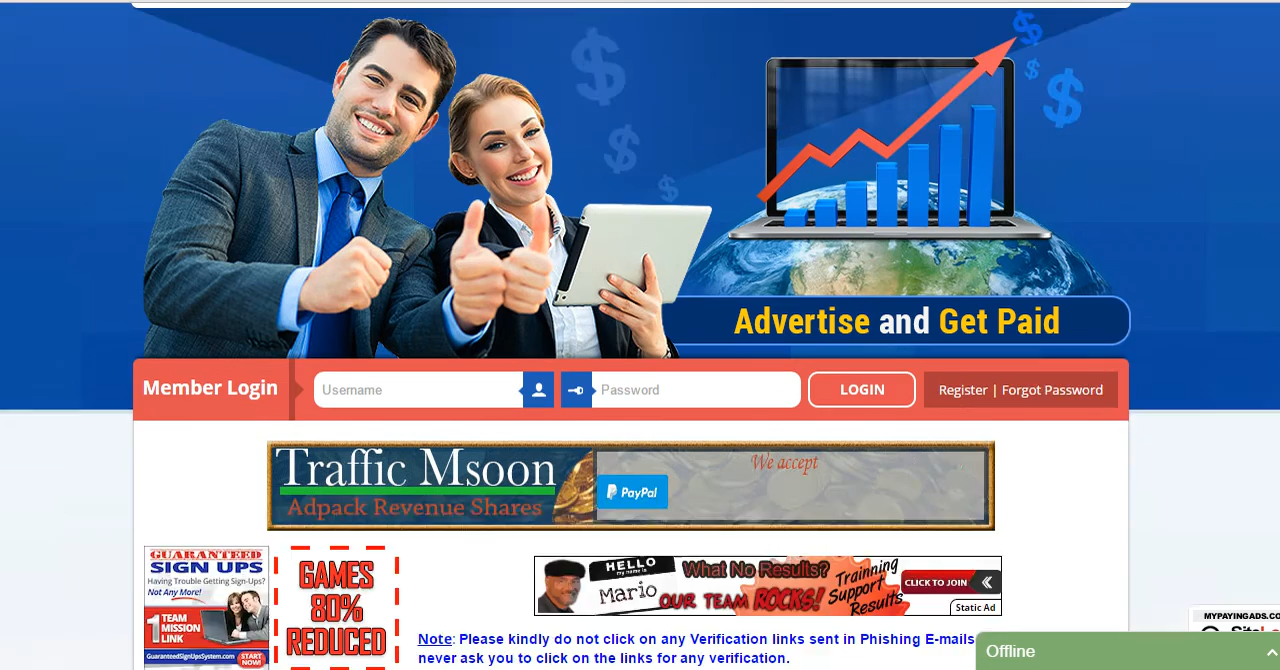 Advertise and Get Paid
Member Login
Username
Password
LOGIN
Register | Forgot Password
Traffic Msoon
Adpack Revenue Shares
We accept
PayPal
GUARANTEED
SIGN UPS
Having Trouble Getting Sign-Ups?
Not Any More!
1 TEAM
MISSION
LINK
GuaranteedSignUpsSystem.com
START
NOW!
GAMES
80%
REDUCED
HELLO
my name is
Mario
What No Results?
OUR TEAM ROCKS!
Trainning
Support
Results
CLICK TO JOIN
Static Ad
Note: Please kindly do not click on any Verification links sent in Phishing E-mails
never ask you to click on the links for any verification.
MYPAYINGADS.CO
Offline